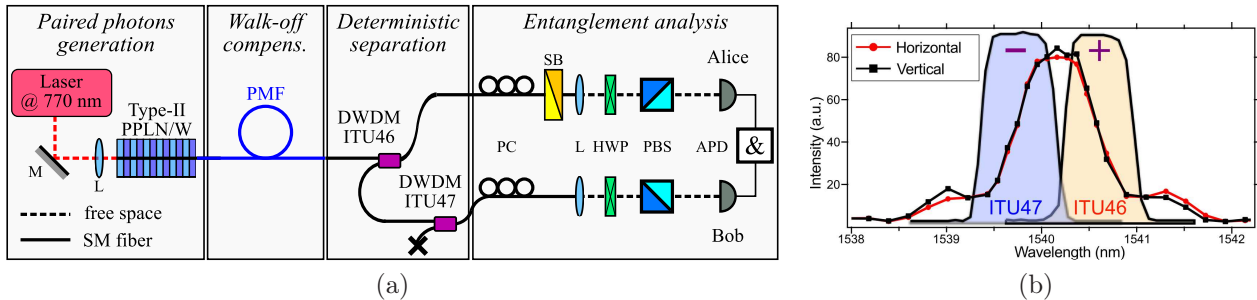 Paired photons
generation
Walk-off
compens.
Deterministic
separation
Entanglement analysis
Laser
@ 770 nm
Type-II
PPLN/W
M
L
free space
SM fiber
PMF
DWDM
ITU46
DWDM
ITU47
SB
Alice
PC
L
HWP
PBS
APD
&
Bob
(a)
Horizontal
Vertical
−
+
ITU47
ITU46
Intensity (a.u.)
80
60
40
20
1538
1539
1540
1541
1542
Wavelength (nm)
(b)